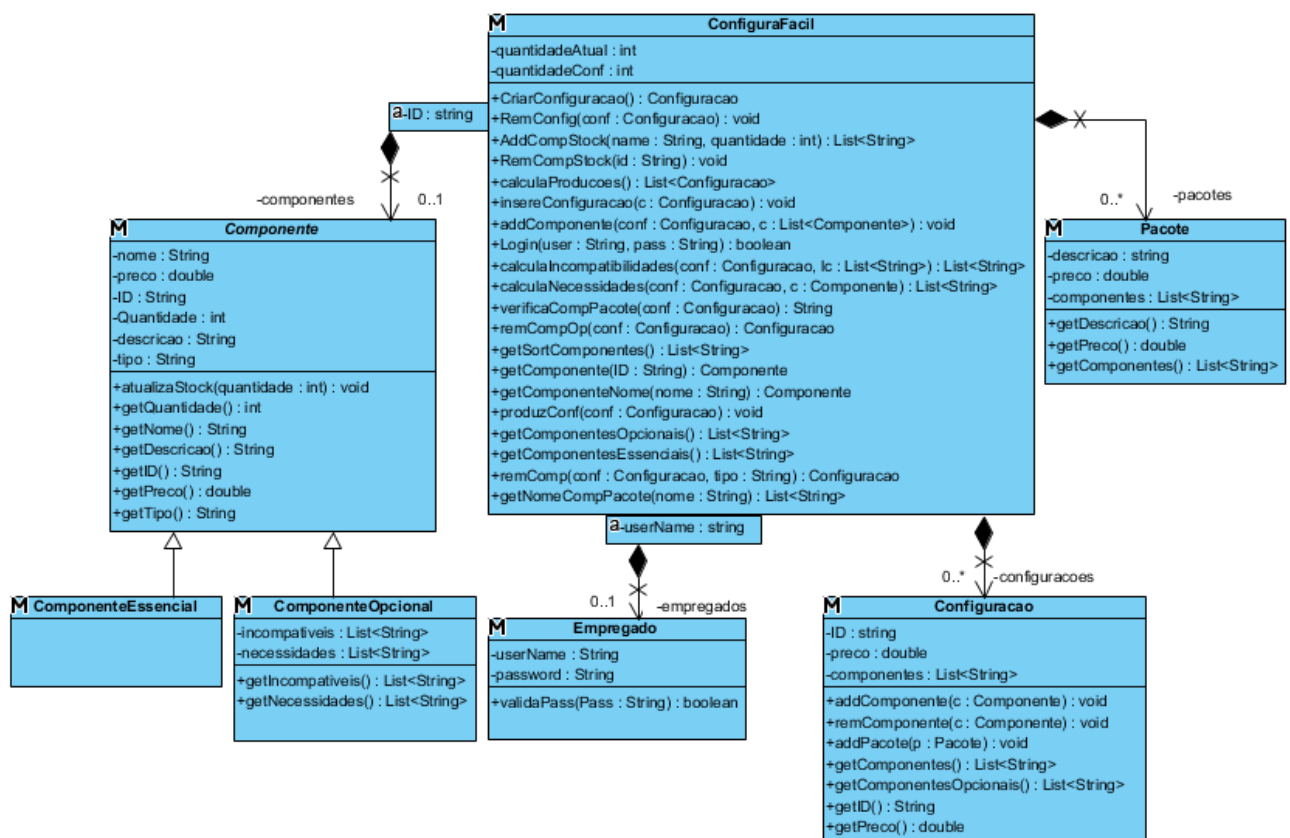 M
ConfiguraFacil
-quantidadeAtual : int
-quantidadeConf : int
+CriarConfiguracao() : Configuracao
+RemConfig(conf : Configuracao) : void
+AddCompStock(name : String, quantidade : int) : List<String>
+RemCompStock(id : String) : void
+calculaProducoes() : List<Configuracao>
+insereConfiguracao(c : Configuracao) : void
+addComponente(conf : Configuracao, c : List<Componente>) : void
+Login(user : String, pass : String) : boolean
+calculaIncompatibilidades(conf : Configuracao, lc : List<String>) : List<String>
+calculaNecessidades(conf : Configuracao, c : Componente) : List<String>
+verificaCompPacote(conf : Configuracao) : String
+remCompOp(conf : Configuracao) : Configuracao
+getSortComponentes() : List<String>
+getComponente(ID : String) : Componente
+getComponenteNome(nome : String) : Componente
+produzConf(conf : Configuracao) : void
+getComponentesOpcionais() : List<String>
+getComponentesEssenciais() : List<String>
+remComp(conf : Configuracao, tipo : String) : Configuracao
+getNomeCompPacote(nome : String) : List<String>
a-ID : string
-componentes
0..1
M
Componente
-nome : String
-preco : double
-ID : String
-Quantidade : int
-descricao : String
-tipo : String
+atualizaStock(quantidade : int) : void
+getQuantidade() : int
+getNome() : String
+getDescricao() : String
+getID() : String
+getPreco() : double
+getTipo() : String
0..*
-pacotes
M
Pacote
-descricao : string
-preco : double
-componentes : List<String>
+getDescricao() : String
+getPreco() : double
+getComponentes() : List<String>
M ComponenteEssencial
M
ComponenteOpcional
-incompativeis : List<String>
-necessidades : List<String>
+getIncompativeis() : List<String>
+getNecessidades() : List<String>
a-userName : string
0..1
-empregados
M
Empregado
-userName : String
-password : String
+validaPass(Pass : String) : boolean
0..*
-configuracoes
M
Configuracao
-ID : string
-preco : double
-componentes : List<String>
+addComponente(c : Componente) : void
+remComponente(c : Componente) : void
+addPacote(p : Pacote) : void
+getComponentes() : List<String>
+getComponentesOpcionais() : List<String>
+getID() : String
+getPreco() : double